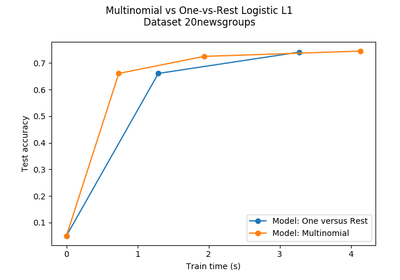 Multinomial vs One-vs-Rest Logistic L1
Dataset 20newsgroups
0.7
0.6
0.5
0.4
0.3
0.2
0.1
Test accuracy
Model: One versus Rest
Model: Multinomial
0 1 2 3 4
Train time (s)